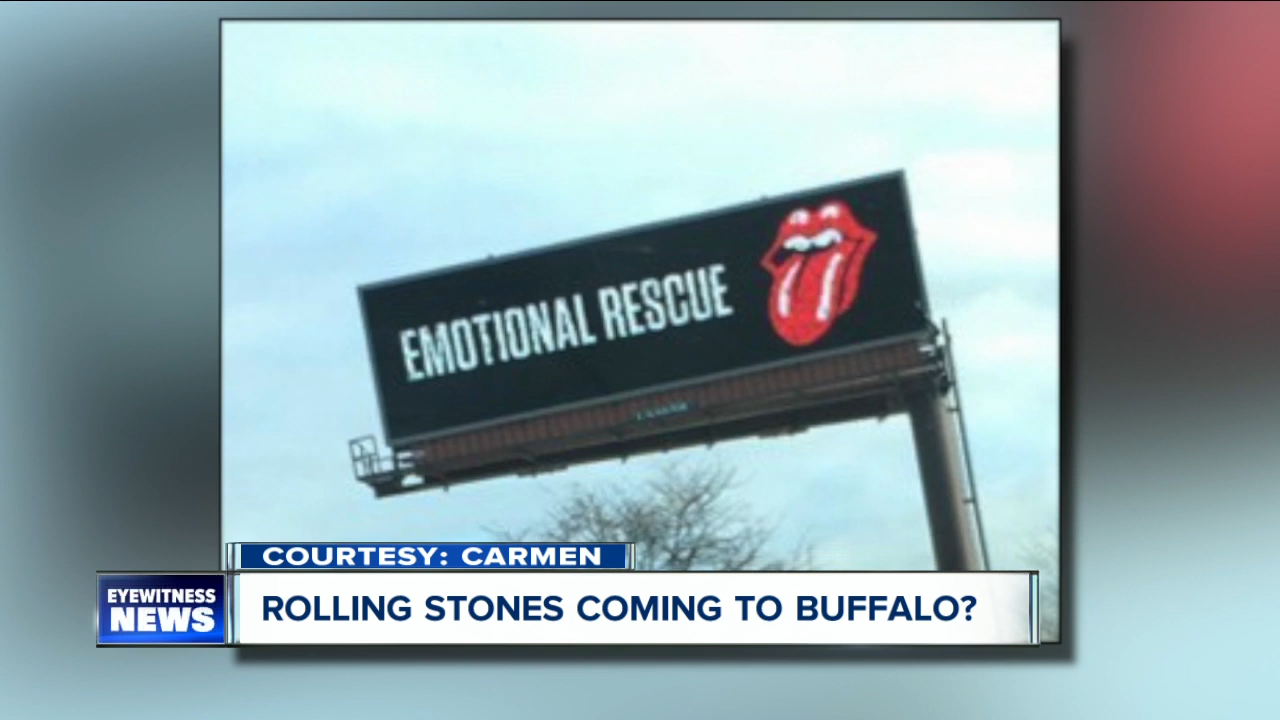 EMOTIONAL RESCUE
COURTESY: CARMEN
EYEWITNESS
NEWS
ROLLING STONES COMING TO BUFFALO?